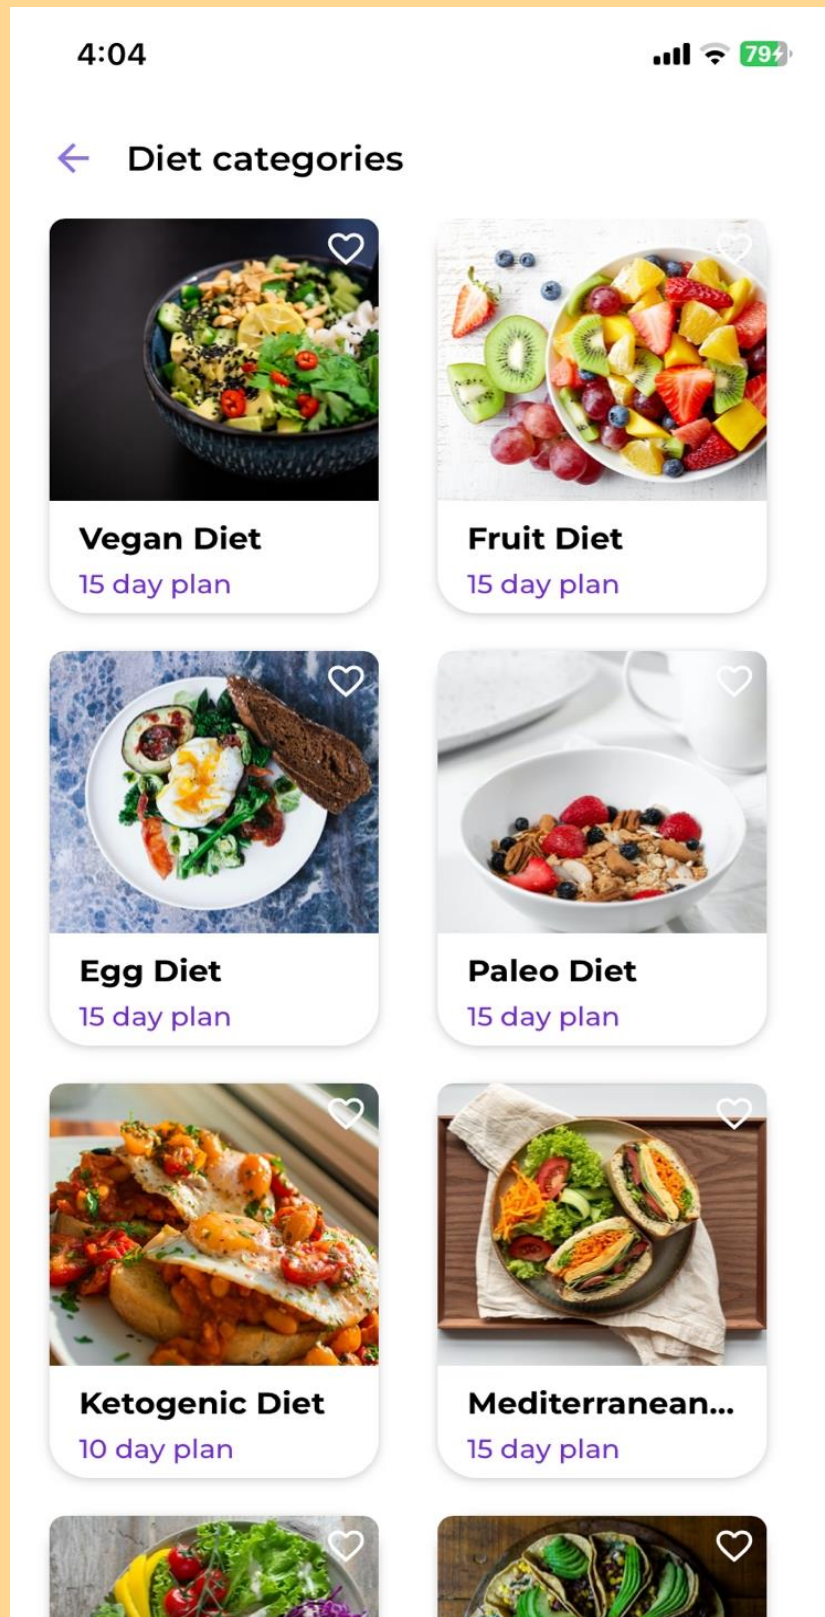 4:04
79
Diet categories
Vegan Diet
15 day plan
Fruit Diet
15 day plan
Egg Diet
15 day plan
Paleo Diet
15 day plan
Ketogenic Diet
10 day plan
Mediterranean...
15 day plan